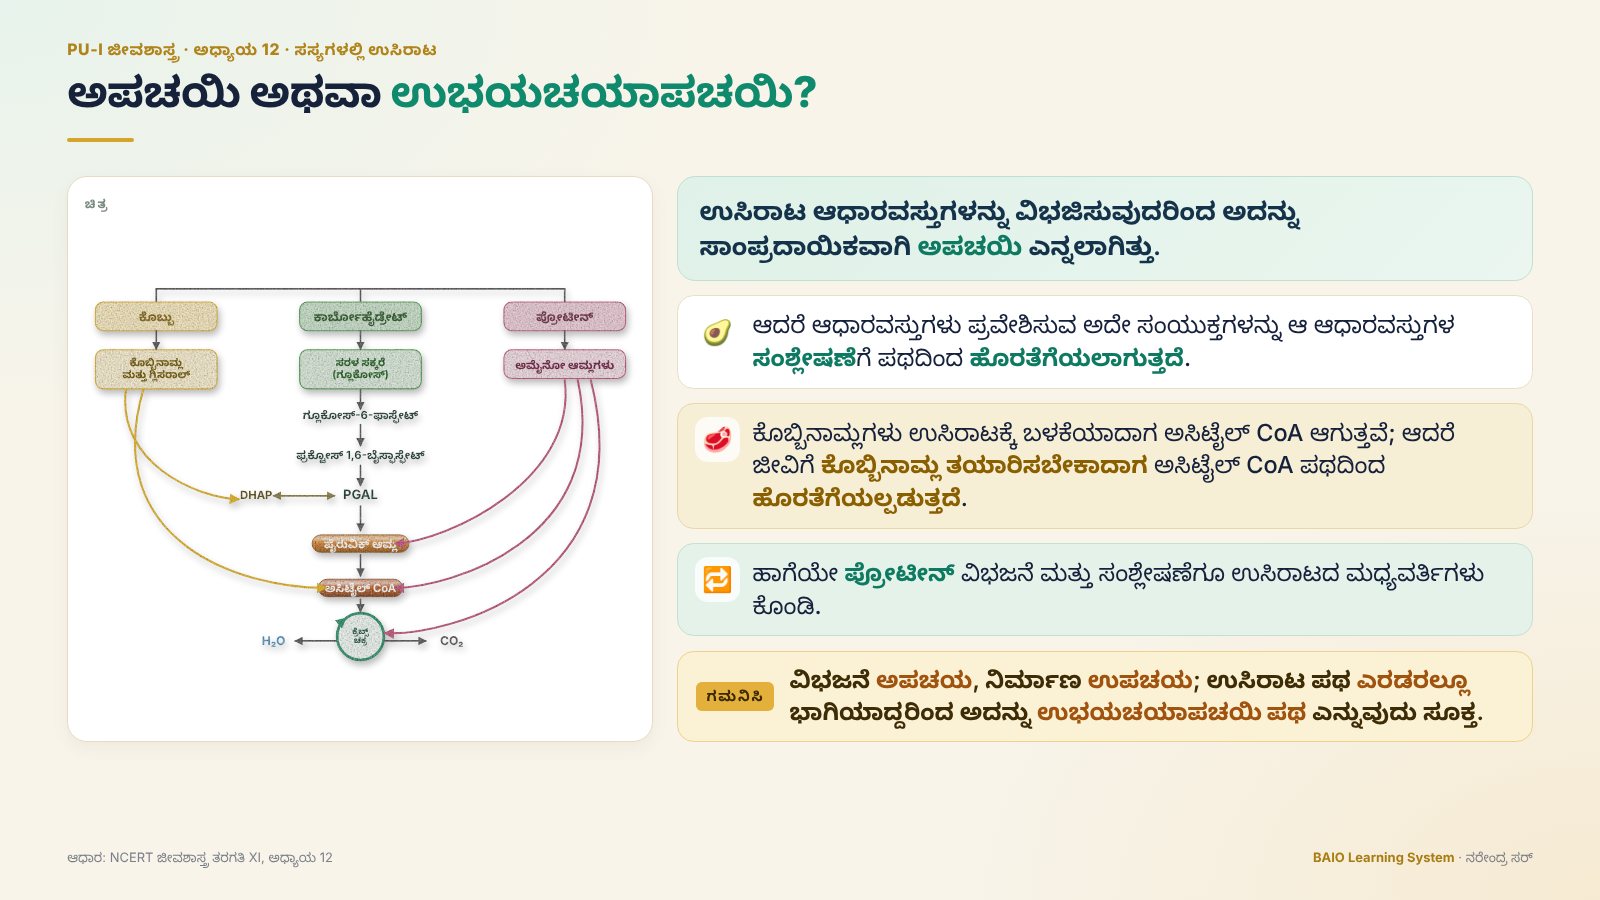 PU-I ಜೀವಶಾಸ್ತ್ರ · ಅಧ್ಯಾಯ 12 · ಸಸ್ಯಗಳಲ್ಲಿ ಉಸಿರಾಟ
ಅಪಚಯಿ ಅಥವಾ ಉಭಯಚಯಾಪಚಯಿ?
ಚಿತ್ರ
ಕೊಬ್ಬು
ಕಾರ್ಬೋಹೈಡ್ರೇಟ್
ಪ್ರೋಟೀನ್
ಕೊಬ್ಬಿನಾಮ್ಲ
ಮತ್ತು ಗ್ಲಿಸರಾಲ್
ಸರಳ ಸಕ್ಕರೆ
(ಗ್ಲೂಕೋಸ್)
ಅಮೈನೋ ಆಮ್ಲಗಳು
ಗ್ಲೂಕೋಸ್-6-ಫಾಸ್ಫೇಟ್
ಫ್ರಕ್ಟೋಸ್ 1,6-ಬೈಸ್ಫಾಸ್ಫೇಟ್
DHAP
PGAL
ಪೈರುವಿಕ್ ಆಮ್ಲ
ಅಸಿಟೈಲ್ CoA
ಕ್ರೆಬ್ಸ್
ಚಕ್ರ
H₂O
CO₂
ಉಸಿರಾಟ ಆಧಾರವಸ್ತುಗಳನ್ನು ವಿಭಜಿಸುವುದರಿಂದ ಅದನ್ನು
ಸಾಂಪ್ರದಾಯಿಕವಾಗಿ ಅಪಚಯಿ ಎನ್ನಲಾಗಿತ್ತು.
ಆದರೆ ಆಧಾರವಸ್ತುಗಳು ಪ್ರವೇಶಿಸುವ ಅದೇ ಸಂಯುಕ್ತಗಳನ್ನು ಆ ಆಧಾರವಸ್ತುಗಳ
ಸಂಶ್ಲೇಷಣೆಗೆ ಪಥದಿಂದ ಹೊರತೆಗೆಯಲಾಗುತ್ತದೆ.
ಕೊಬ್ಬಿನಾಮ್ಲಗಳು ಉಸಿರಾಟಕ್ಕೆ ಬಳಕೆಯಾದಾಗ ಅಸಿಟೈಲ್ CoA ಆಗುತ್ತವೆ; ಆದರೆ
ಜೀವಿಗೆ ಕೊಬ್ಬಿನಾಮ್ಲ ತಯಾರಿಸಬೇಕಾದಾಗ ಅಸಿಟೈಲ್ CoA ಪಥದಿಂದ
ಹೊರತೆಗೆಯಲ್ಪಡುತ್ತದೆ.
ಹಾಗೆಯೇ ಪ್ರೋಟೀನ್ ವಿಭಜನೆ ಮತ್ತು ಸಂಶ್ಲೇಷಣೆಗೂ ಉಸಿರಾಟದ ಮಧ್ಯವರ್ತಿಗಳು
ಕೊಂಡಿ.
ಗಮನಿಸಿ
ವಿಭಜನೆ ಅಪಚಯ, ನಿರ್ಮಾಣ ಉಪಚಯ; ಉಸಿರಾಟ ಪಥ ಎರಡರಲ್ಲೂ
ಭಾಗಿಯಾದ್ದರಿಂದ ಅದನ್ನು ಉಭಯಚಯಾಪಚಯಿ ಪಥ ಎನ್ನುವುದು ಸೂಕ್ತ.
ಆಧಾರ: NCERT ಜೀವಶಾಸ್ತ್ರ ತರಗತಿ XI, ಅಧ್ಯಾಯ 12
BAIO Learning System · ನರೇಂದ್ರ ಸರ್